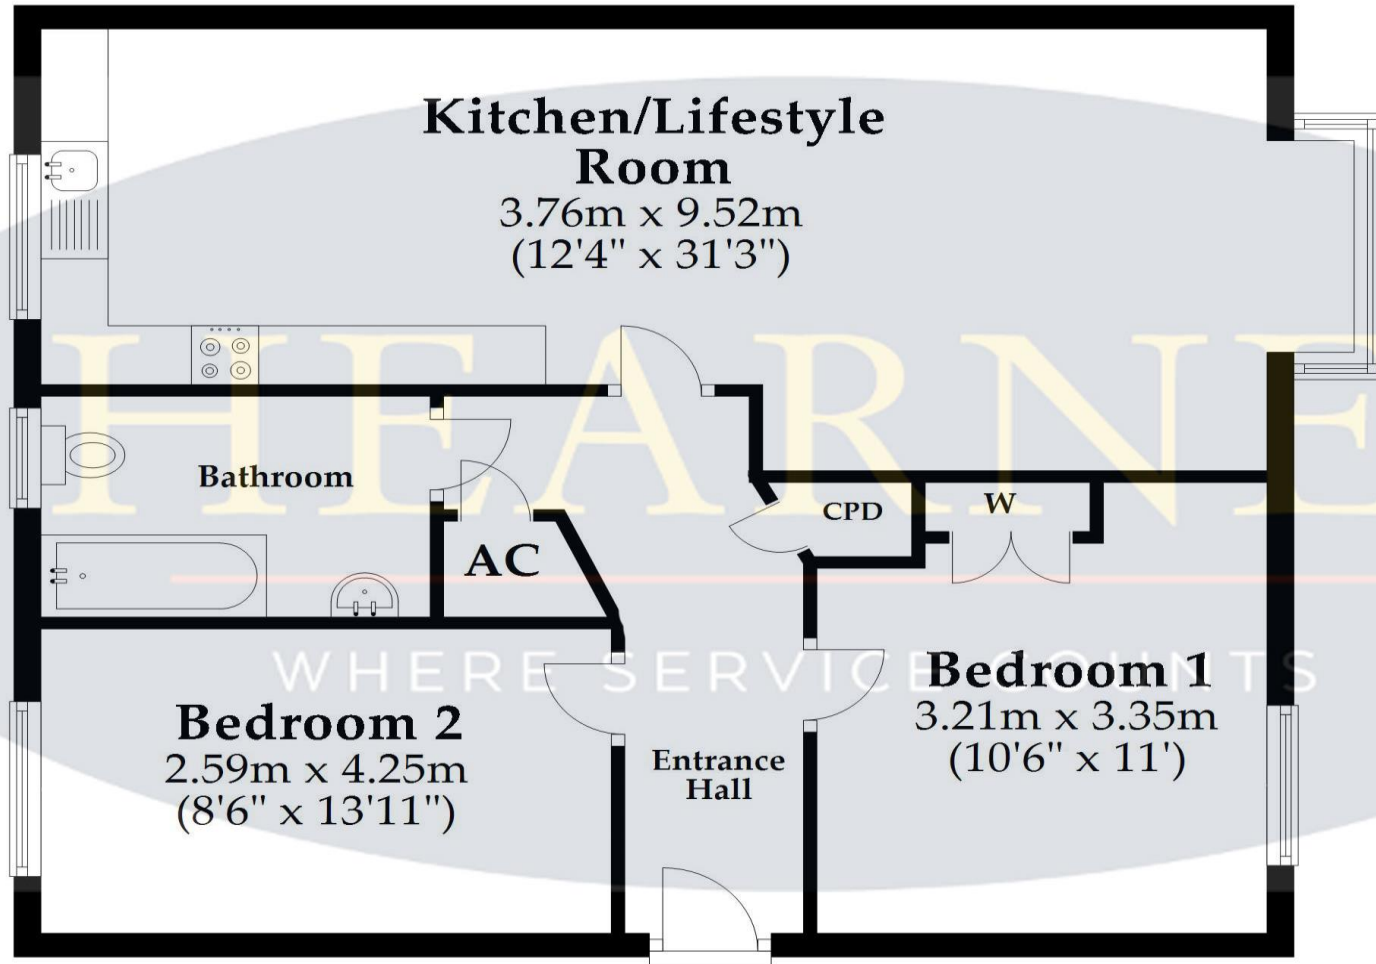 Kitchen/Lifestyle
Room
3.76m x 9.52m
(12'4" x 31'3")
HEARNE
Bathroom
CPD
W
AC
WHERE SERVICE COUNTS
Bedroom 2
2.59m x 4.25m
(8'6" x 13'11")
Entrance
Hall
Bedroom 1
3.21m x 3.35m
(10'6" x 11')